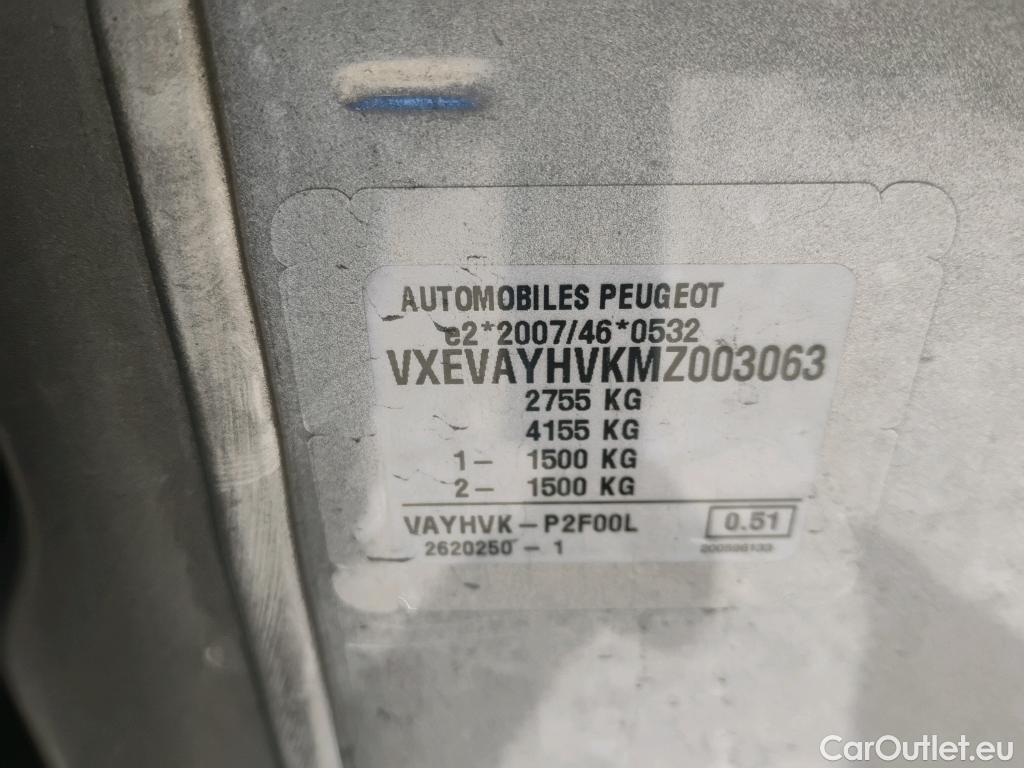 AUTOMOBILES PEUGEOT
e2*2007/46*0532
VXEVAYHVKMZ003063
2755 KG
4155 KG
1- 1500 KG
2- 1500 KG
VAYHVK-P2F00L 0.51
2620250-1
CarOutlet.eu